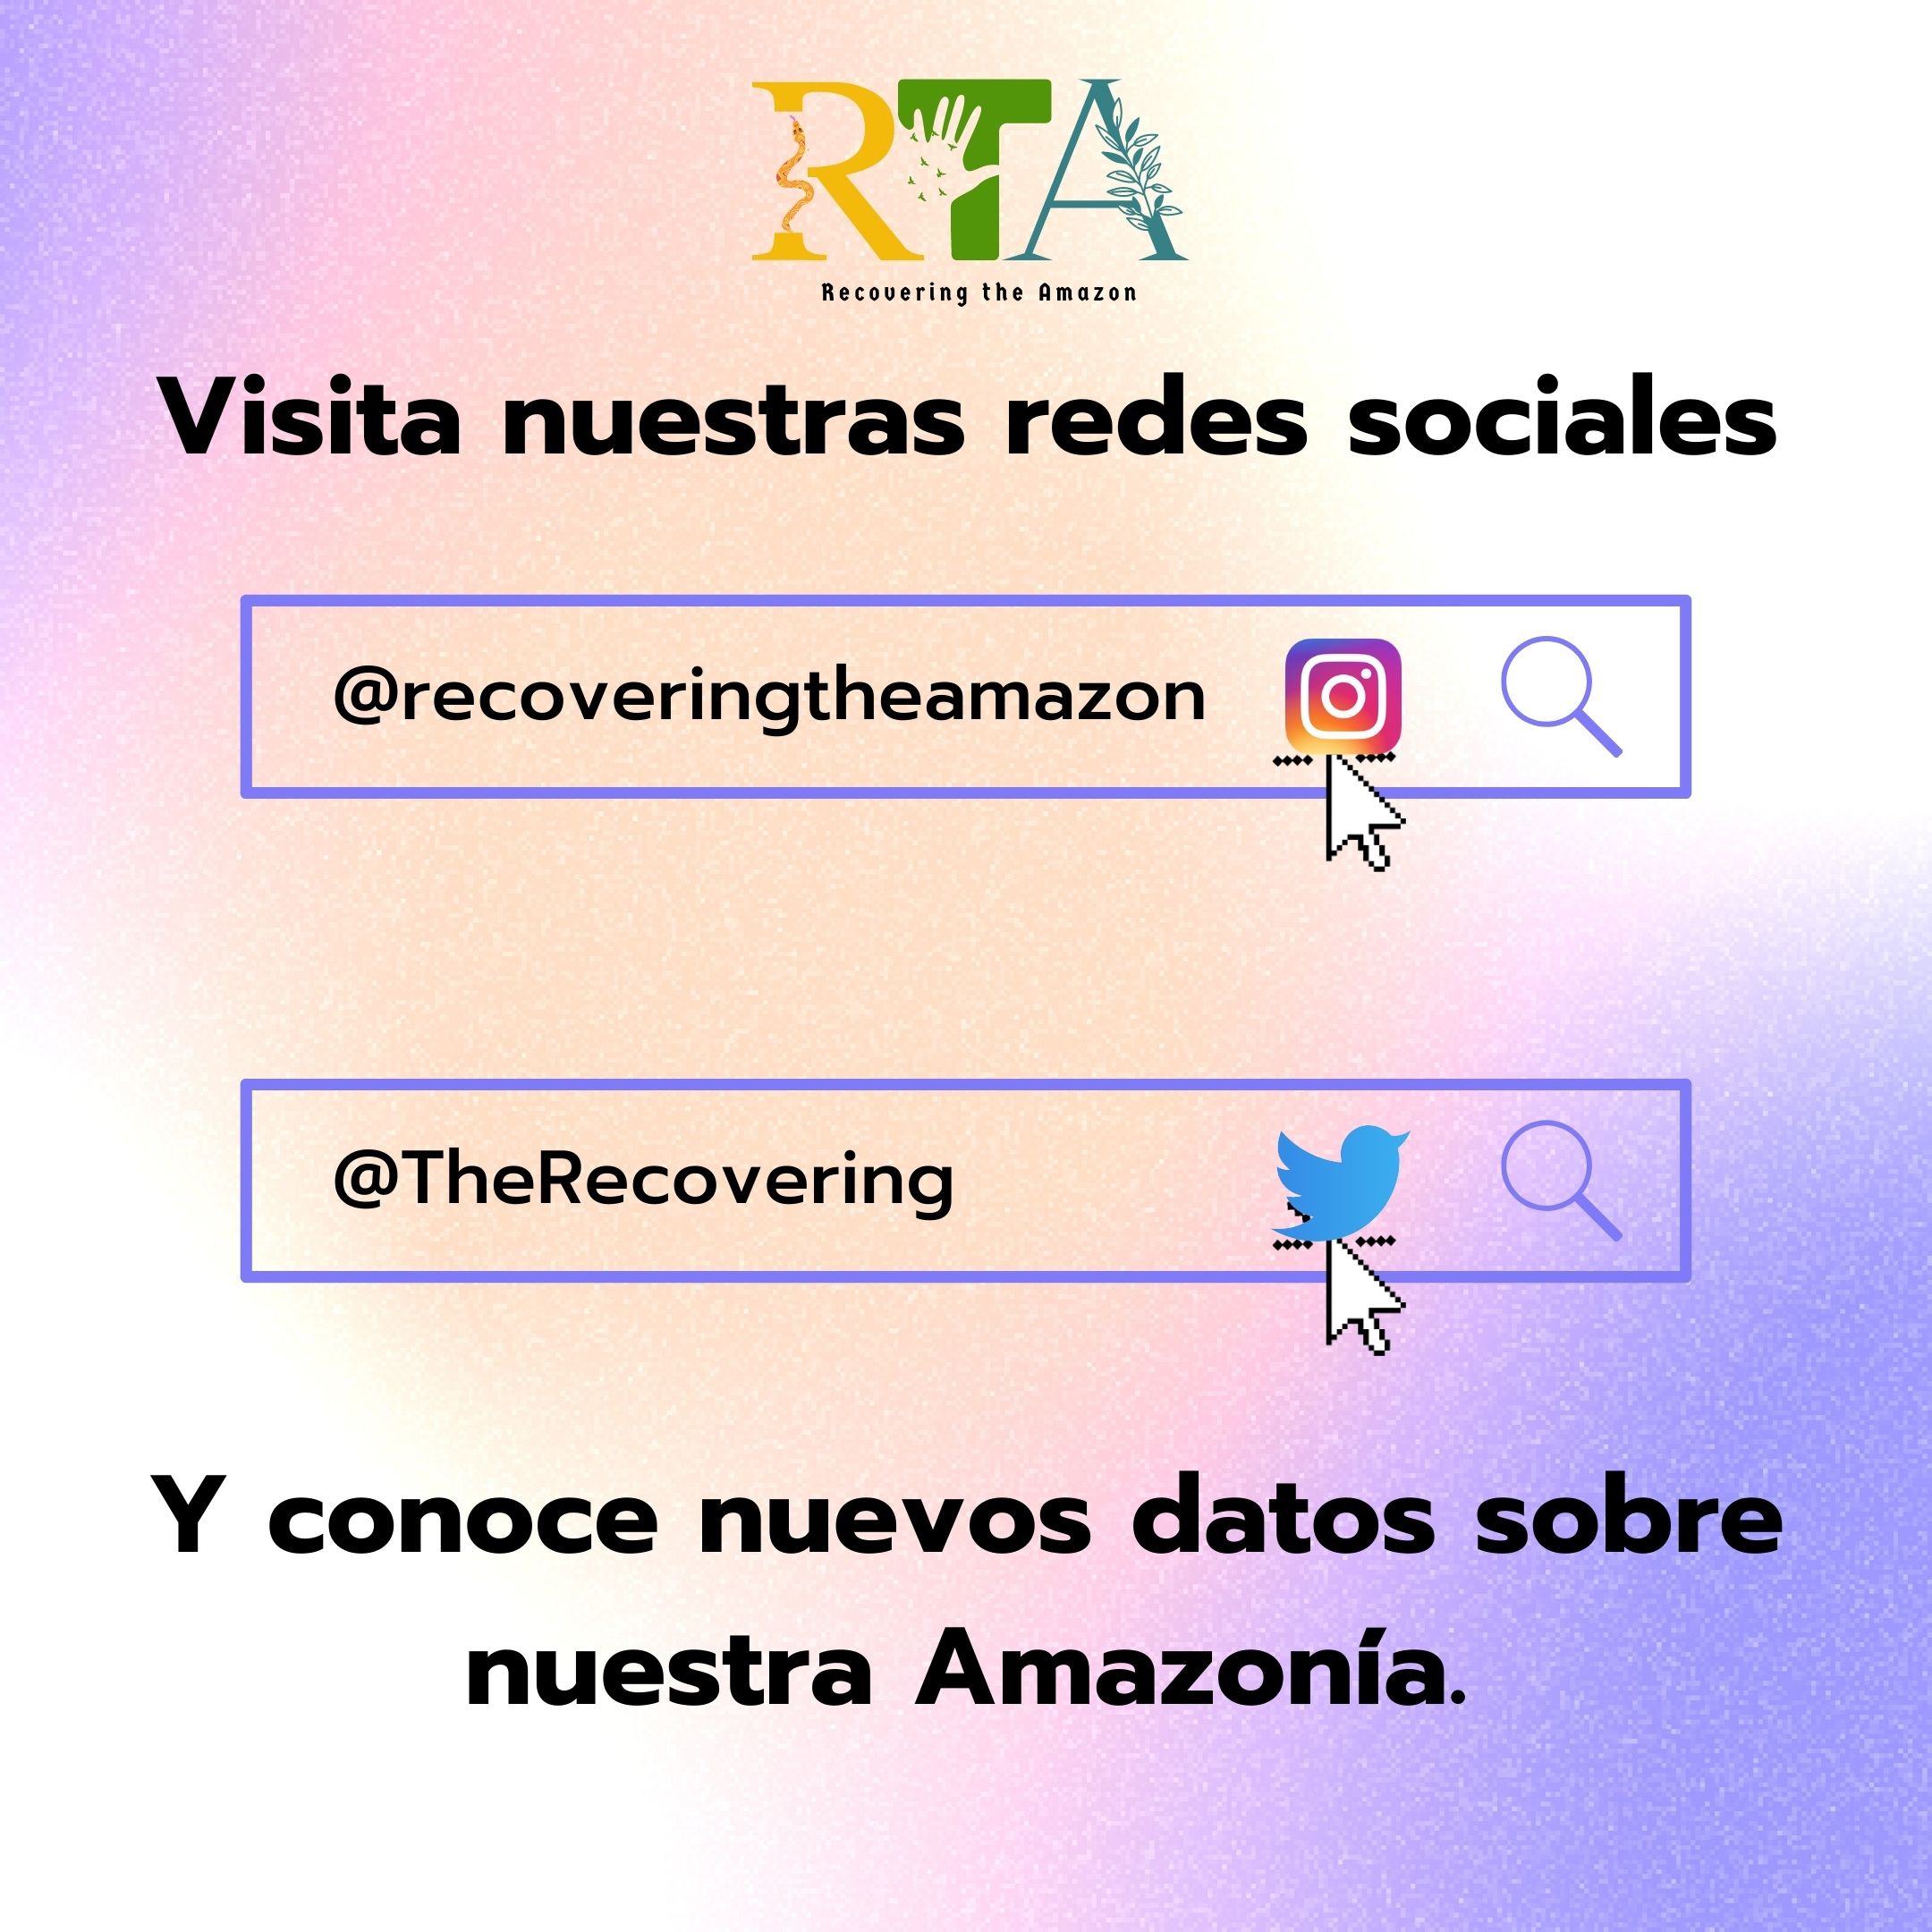 RTA
Recovering the Amazon
Visita nuestras redes sociales
@recoveringtheamazon
@TheRecovering
Y conoce nuevos datos sobre
nuestra Amazonía.